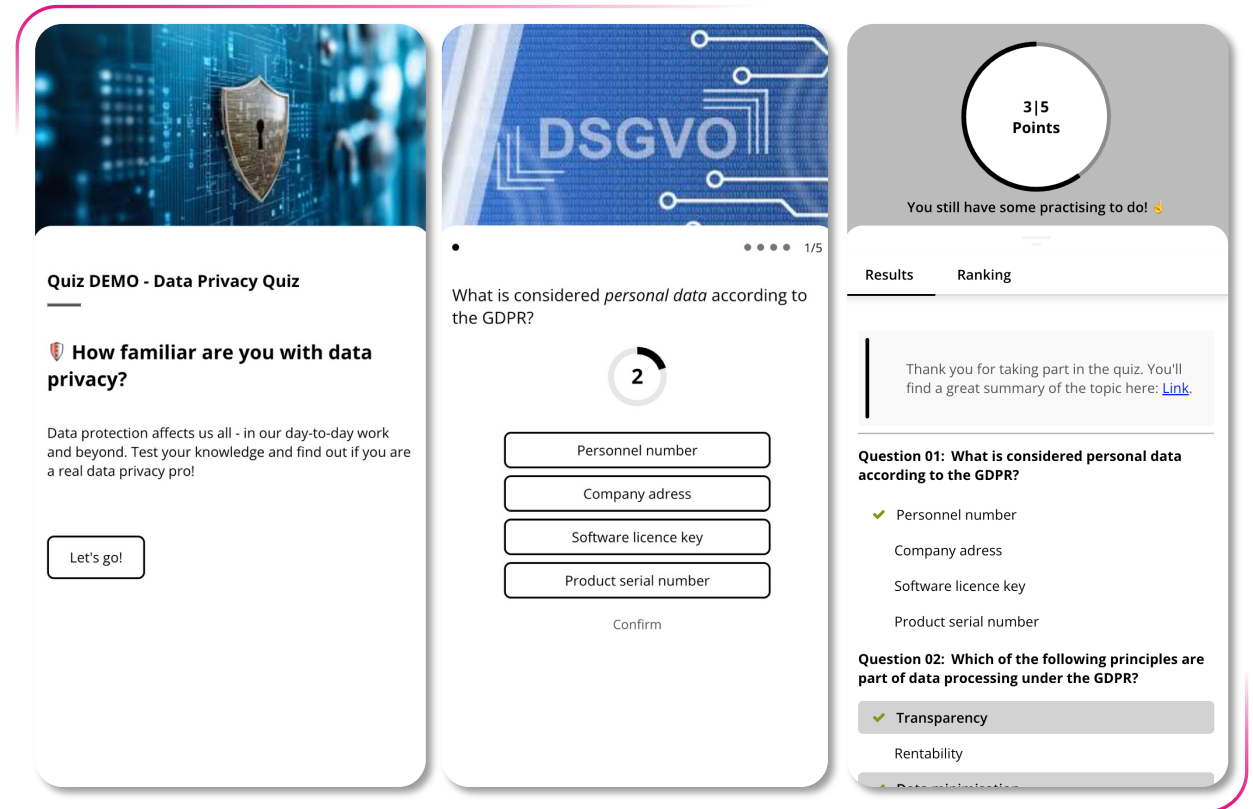 Quiz DEMO - Data Privacy Quiz
🛡️ How familiar are you with data
privacy?
Data protection affects us all - in our day-to-day work
and beyond. Test your knowledge and find out if you are
a real data privacy pro!
Let's go!
DSGVO
1/5
What is considered personal data according to
the GDPR?
2
Personnel number
Company adress
Software licence key
Product serial number
Confirm
3|5
Points
You still have some practising to do! ☝️
Results
Ranking
Thank you for taking part in the quiz. You'll
find a great summary of the topic here: Link.
Question 01: What is considered personal data
according to the GDPR?
Personnel number
Company adress
Software licence key
Product serial number
Question 02: Which of the following principles are
part of data processing under the GDPR?
Transparency
Rentability
Data minimisation